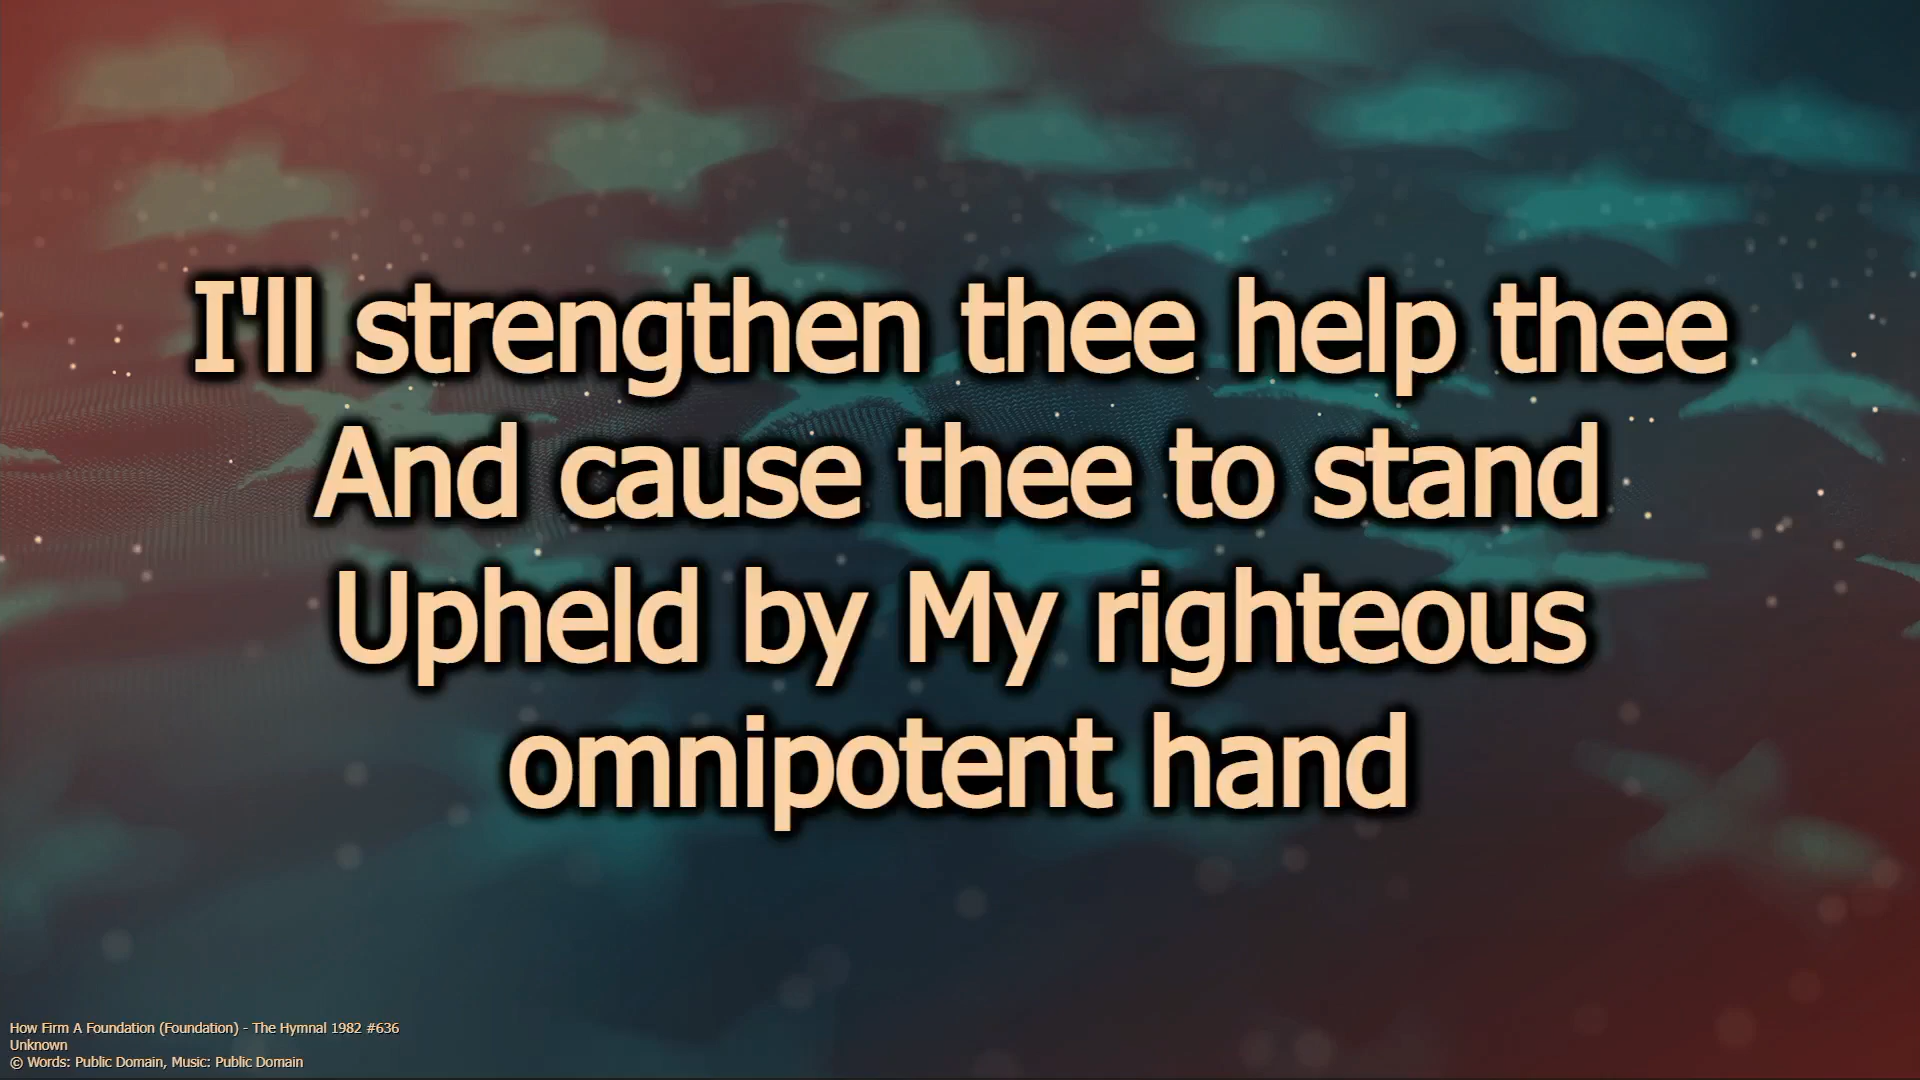 I'll strengthen thee help thee
And cause thee to stand
Upheld by My righteous
omnipotent hand
How Firm A Foundation (Foundation) - The Hymnal 1982 #636
Unknown
© Words: Public Domain, Music: Public Domain